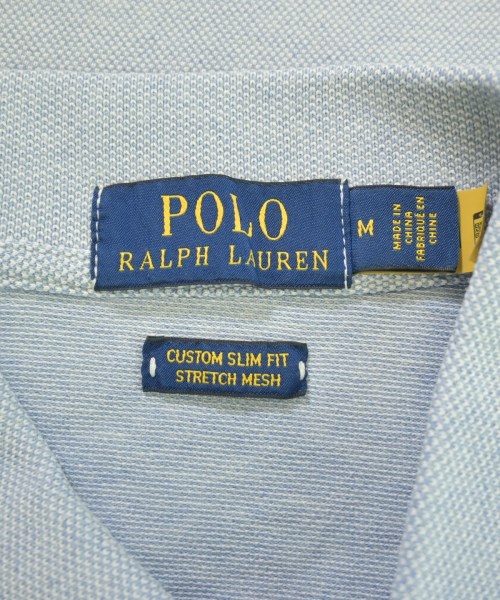 POLO
RALPH LAUREN
M
MADE IN
CHINA
FABRIQUÉ EN
CHINE
CUSTOM SLIM FIT
STRETCH MESH